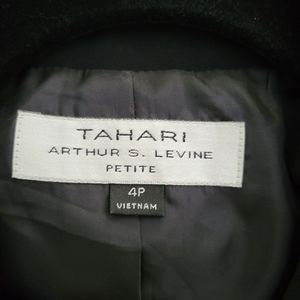 TAHARI
ARTHUR S. LEVINE
PETITE
4P
VIETNAM